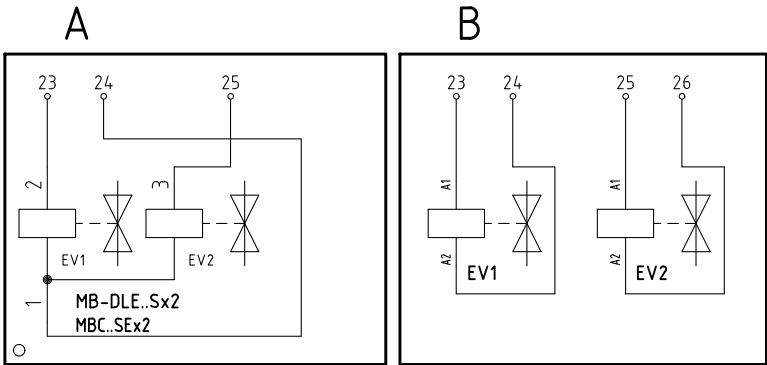 A
B
23 24 25
23 24 25 26
2 3
A1 A1
EV1 EV2
A2 A2
EV1 EV2
1
MB-DLE..Sx2
MBC..SEx2